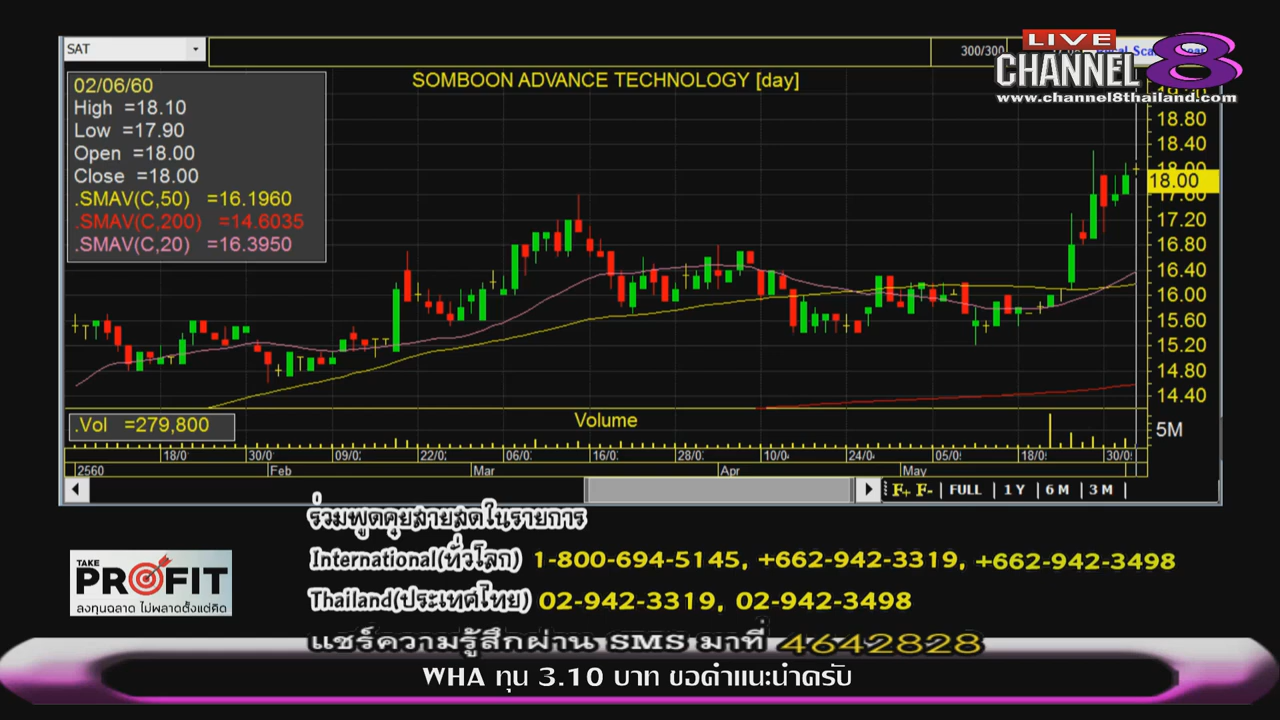 SAT
300/300
LIVE
CHANNEL 8
www.channel8thailand.com
SOMBOON ADVANCE TECHNOLOGY [day]
02/06/60
High =18.10
Low =17.90
Open =18.00
Close =18.00
.SMAV(C,50) =16.1960
.SMAV(C,200) =14.6035
.SMAV(C,20) =16.3950
18.80
18.40
18.00
18.00
17.60
17.20
16.80
16.40
16.00
15.60
15.20
14.80
14.40
.Vol =279,800
Volume
5M
18/0 30/0 09/0 22/0 06/0 16/0 28/0 10/0 24/0 05/0 18/0 30/0
2560 Feb Mar Apr May
F+ F- FULL 1 Y 6 M 3 M
ร่วมพูดคุยสายสดในรายการ
International(ทั่วโลก) 1-800-694-5145, +662-942-3319, +662-942-3498
Thailand(ประเทศไทย) 02-942-3319, 02-942-3498
TAKE
PROFIT
ลงทุนฉลาด ไม่พลาดตั้งแต่คิด
แชร์ความรู้สึกผ่าน SMS มาที่ 4642828
WHA ทุน 3.10 บาท ขอคำแนะนำครับ